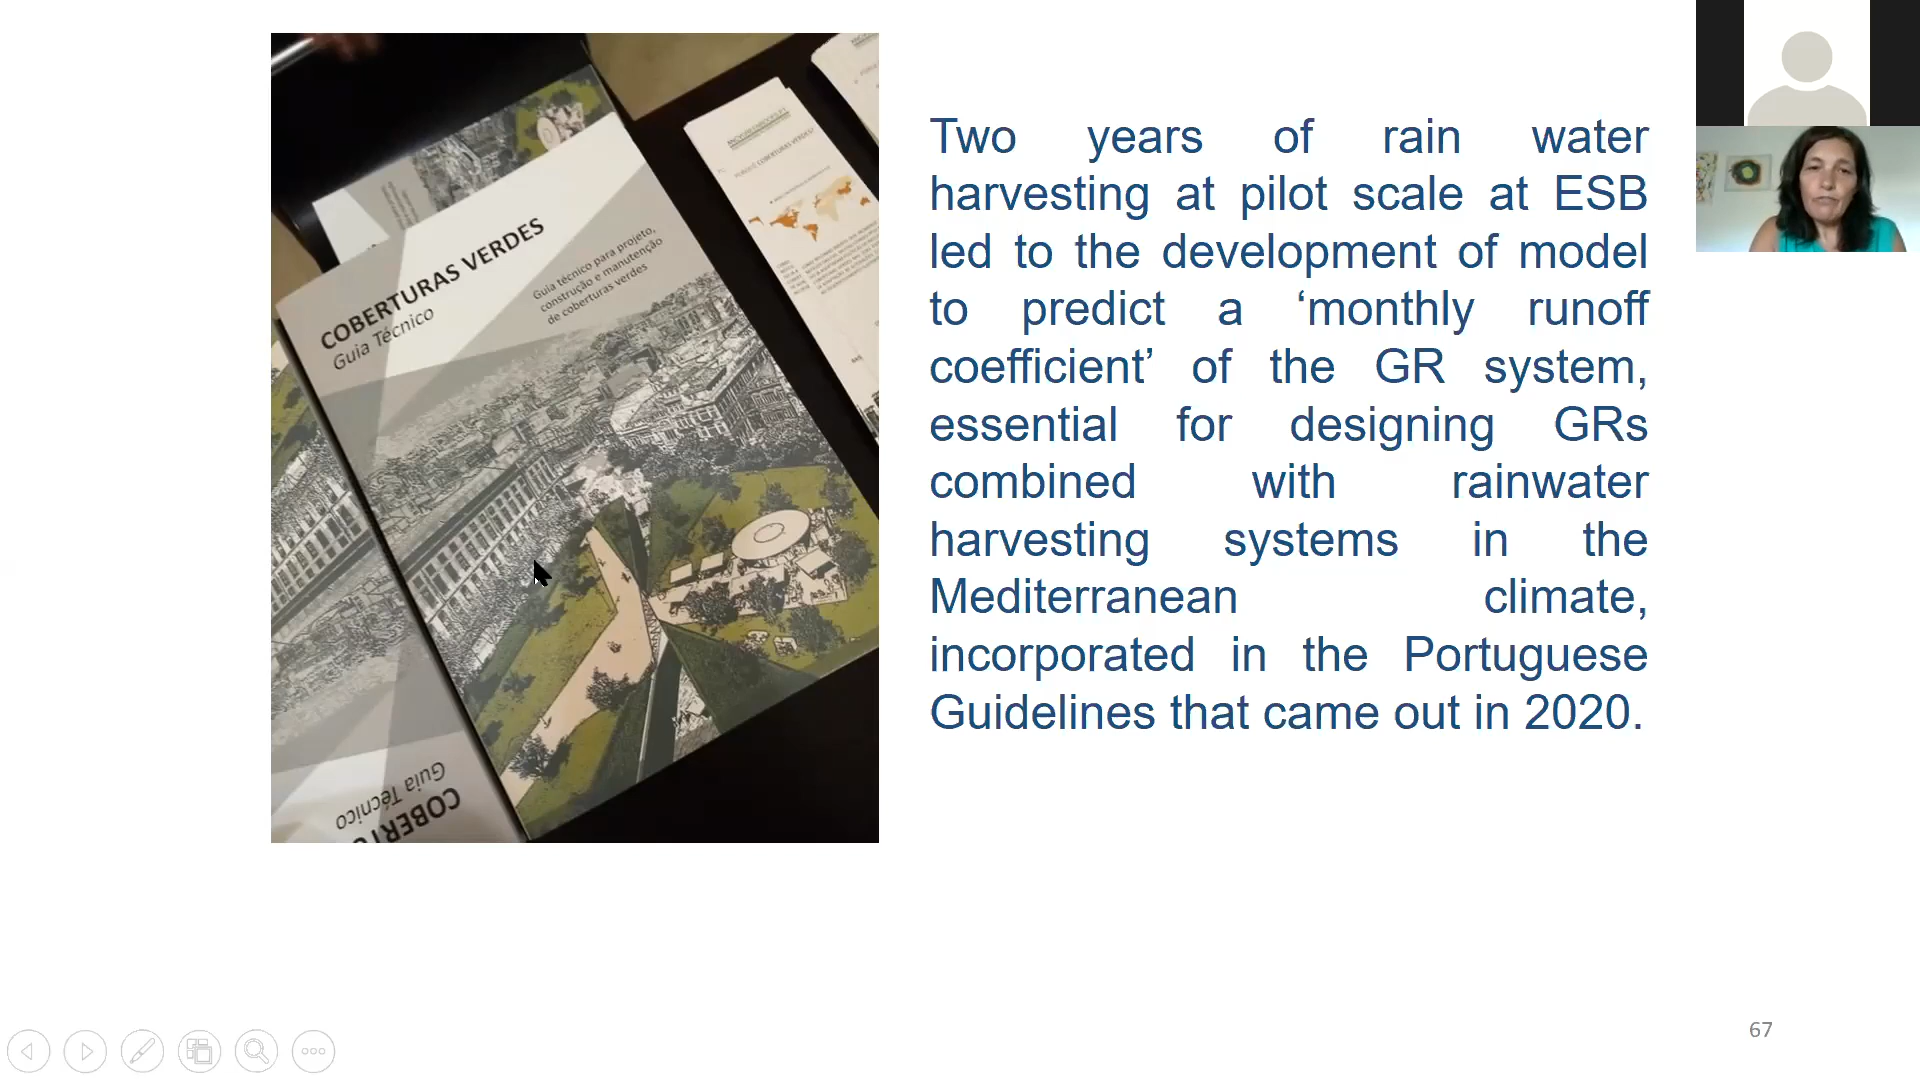 COBERTURAS VERDES
Guia Técnico
Guia técnico para projeto,
construção e manutenção
de coberturas verdes
COBERTU
Guia Técnico
Two years of rain water
harvesting at pilot scale at ESB
led to the development of model
to predict a ‘monthly runoff
coefficient’ of the GR system,
essential for designing GRs
combined with rainwater
harvesting systems in the
Mediterranean climate,
incorporated in the Portuguese
Guidelines that came out in 2020.
67